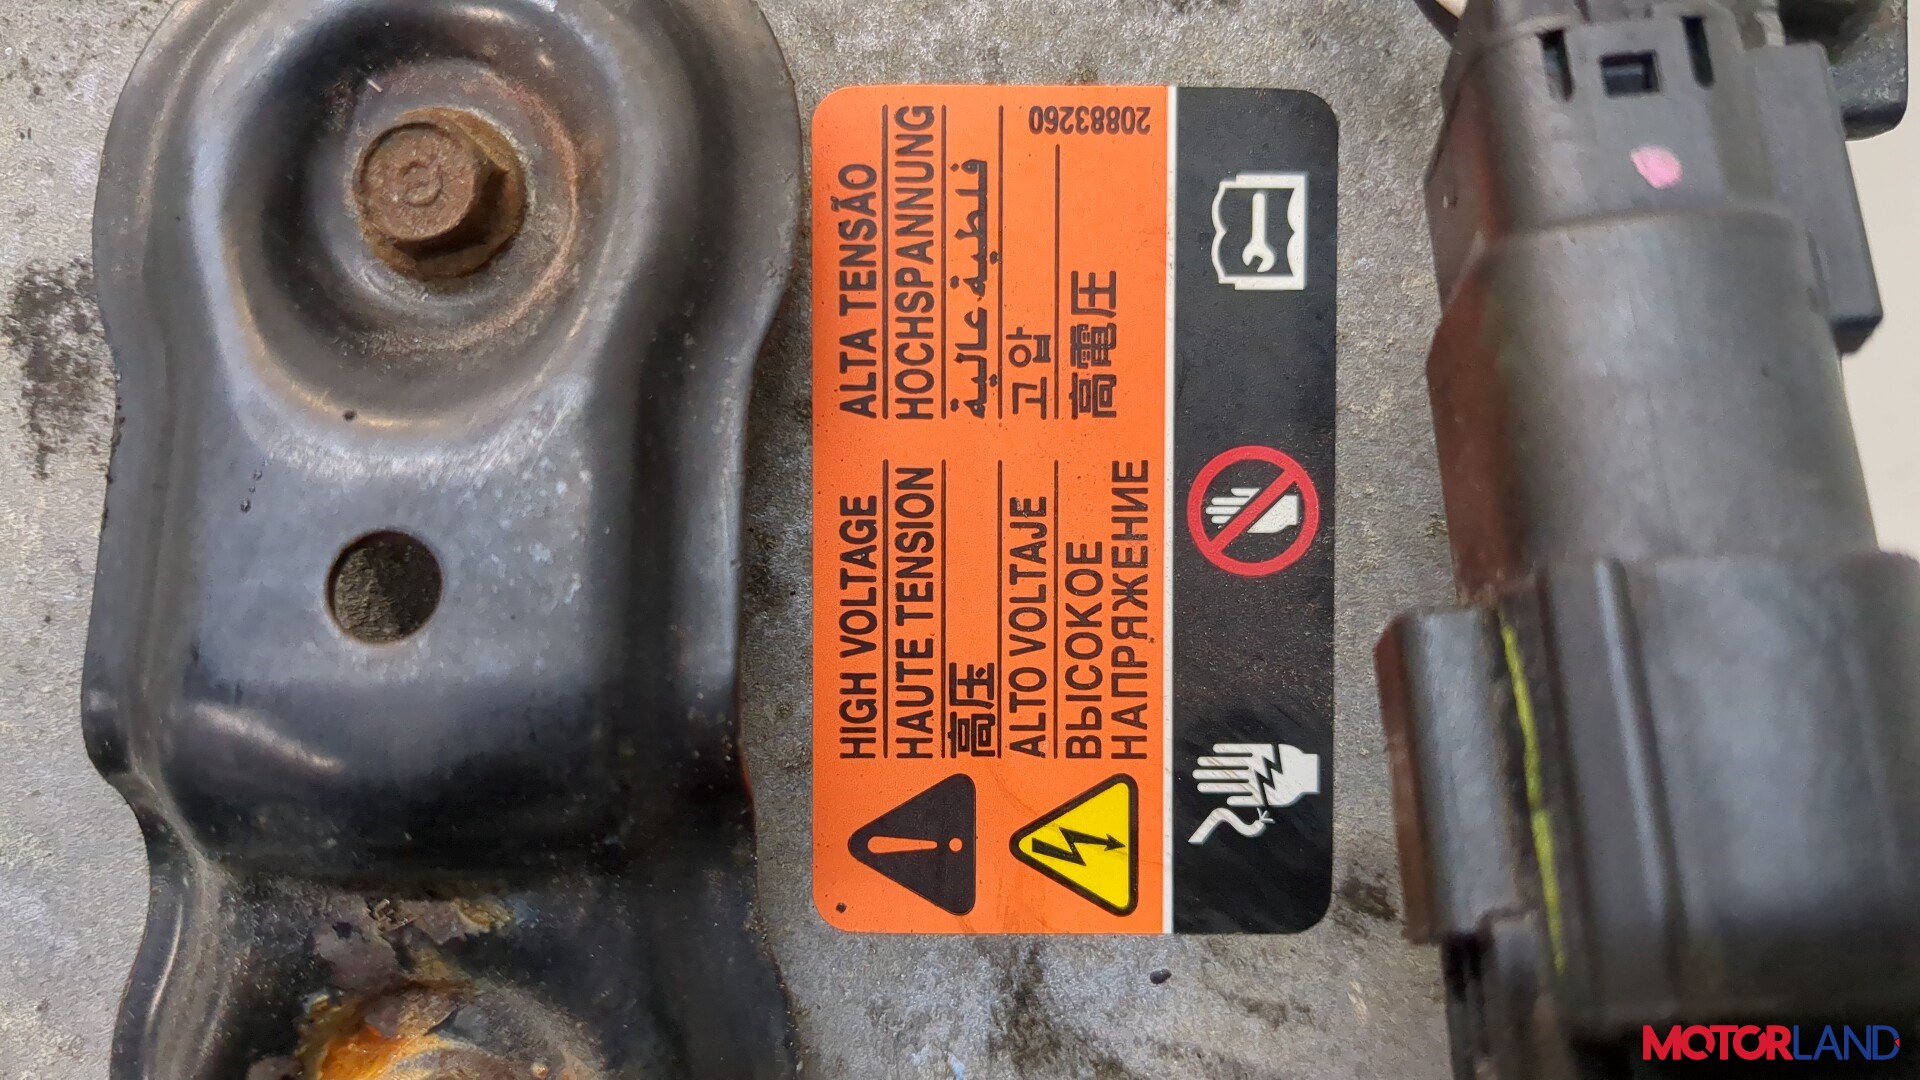 HIGH VOLTAGE
HAUTE TENSION
高压
ALTO VOLTAJE
ВЫСОКОЕ
НАПРЯЖЕНИЕ
ALTA TENSÃO
HOCHSPANNUNG
فلطية عالية
고압
高電圧
20883260
8
MOTORLAND